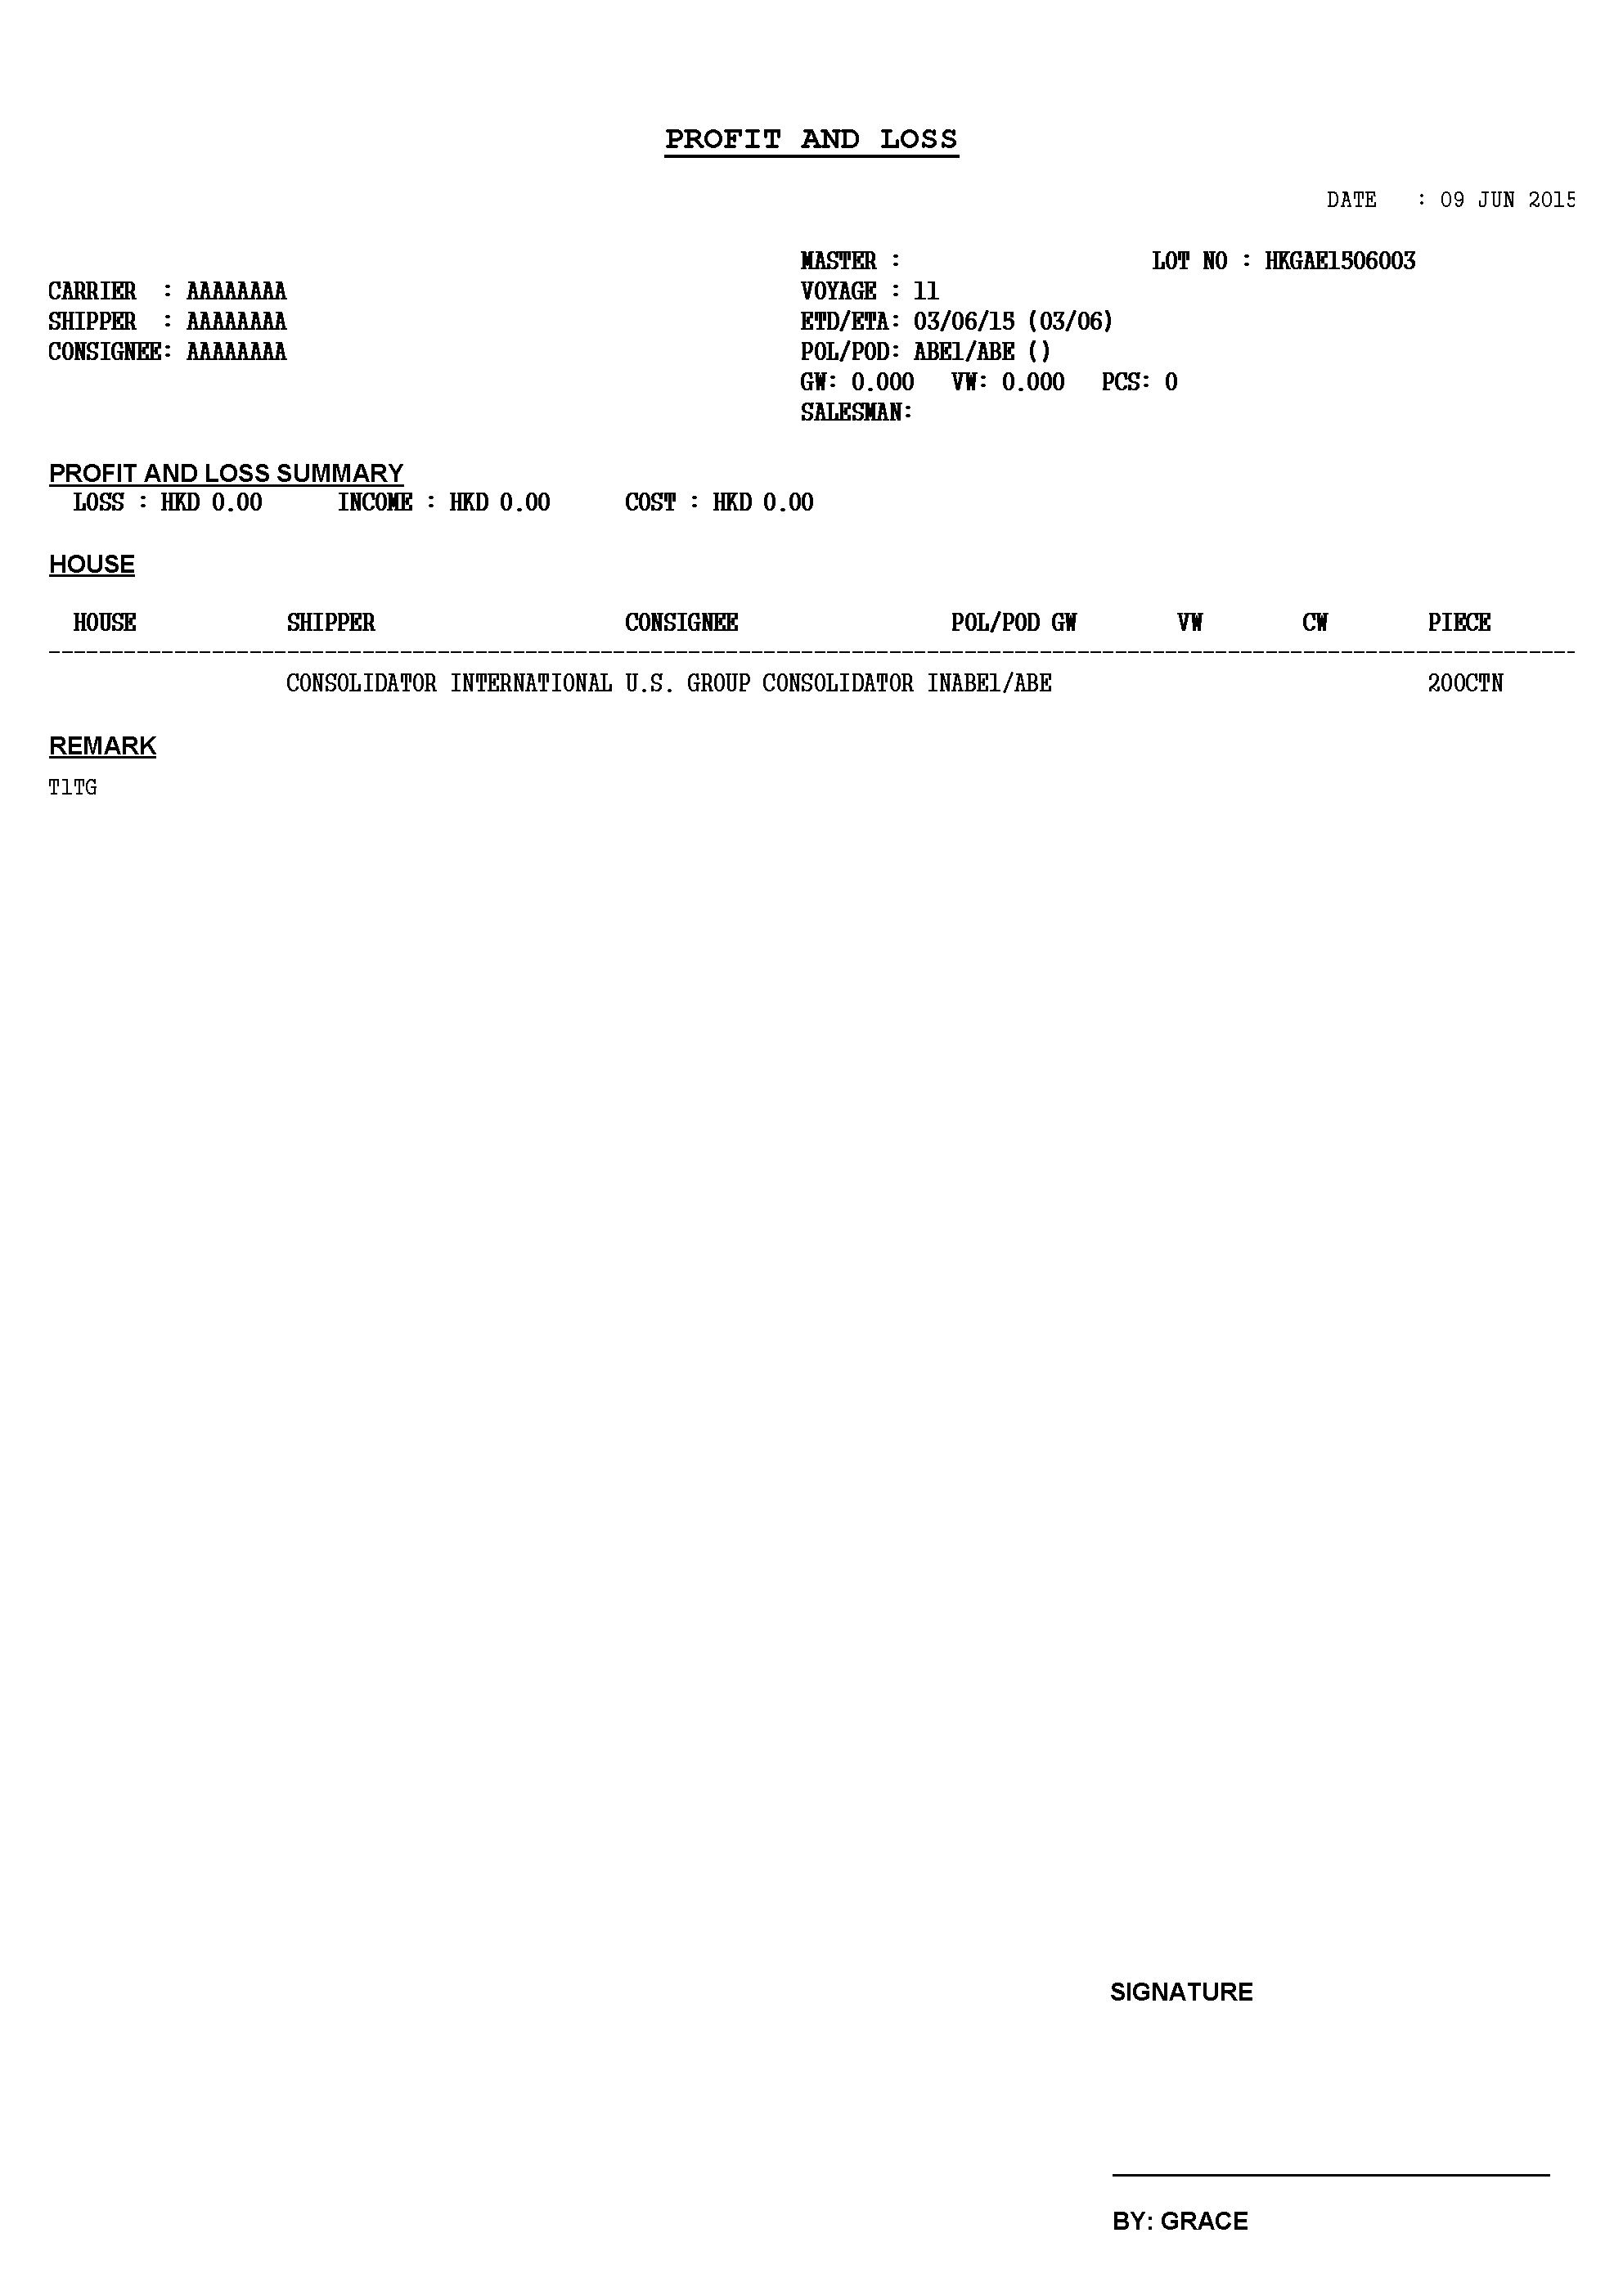 PROFIT AND LOSS
DATE : 09 JUN 2015
MASTER : LOT NO : HKGAE1506003
CARRIER : AAAAAAAA VOYAGE : 11
SHIPPER : AAAAAAAA ETD/ETA: 03/06/15 (03/06)
CONSIGNEE: AAAAAAAA POL/POD: ABE1/ABE ()
GW: 0.000 VW: 0.000 PCS: 0
SALESMAN:
PROFIT AND LOSS SUMMARY
LOSS : HKD 0.00 INCOME : HKD 0.00 COST : HKD 0.00
HOUSE
HOUSE SHIPPER CONSIGNEE POL/POD GW VW CW PIECE
CONSOLIDATOR INTERNATIONAL U.S. GROUP CONSOLIDATOR INABE1/ABE 200CTN
REMARK
T1TG
SIGNATURE
BY: GRACE